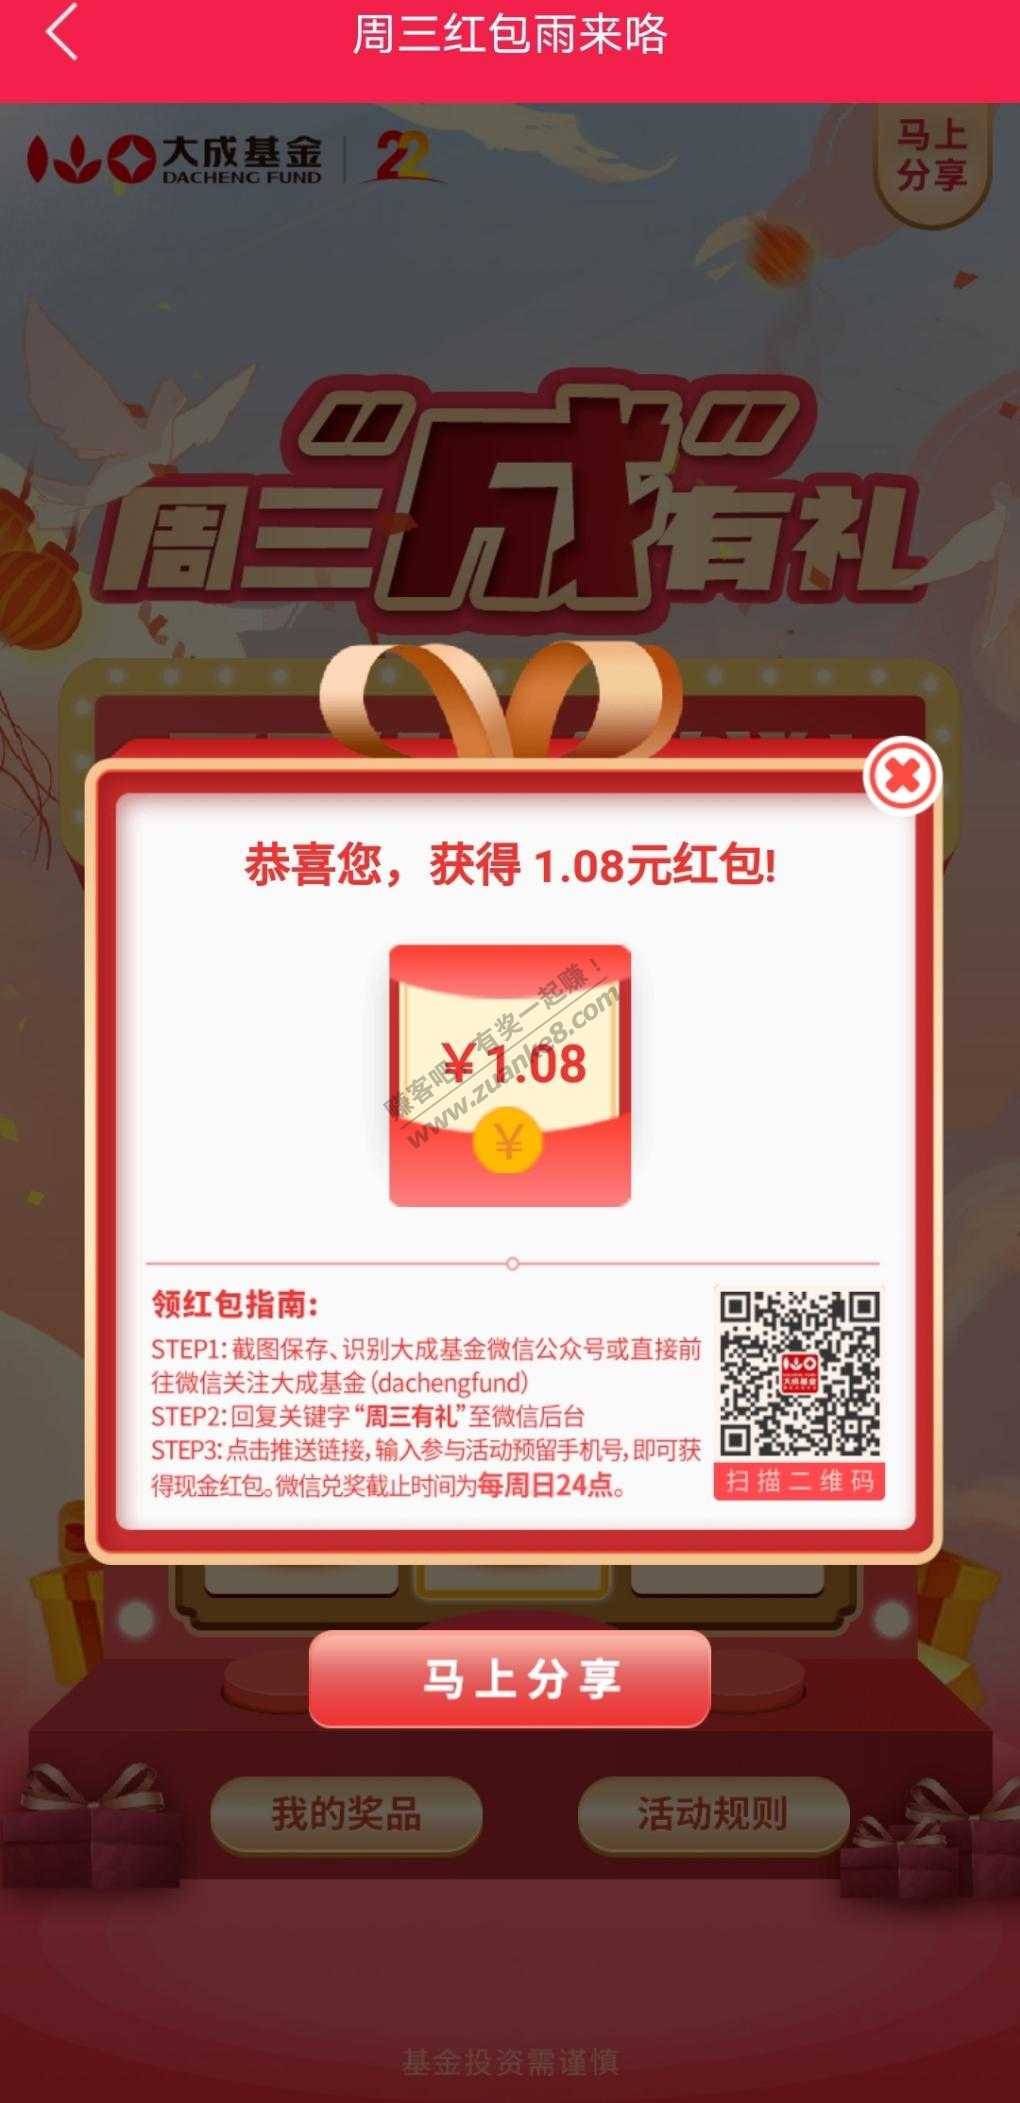 周三红包雨来咯
大成基金
DACHENG FUND
22
马上
分享
周三“成”有礼
恭喜您，获得 1.08元红包!
¥1.08
¥
赚客吧，有奖一起赚！
www.zuanke8.com
领红包指南:
STEP1: 截图保存、识别大成基金微信公众号或直接前
往微信关注大成基金 (dachengfund)
STEP2: 回复关键字“周三有礼”至微信后台
STEP3: 点击推送链接, 输入参与活动预留手机号, 即可获
得现金红包。微信兑奖截止时间为每周日24点。
大成基金
扫描二维码
马上分享
我的奖品
活动规则
基金投资需谨慎